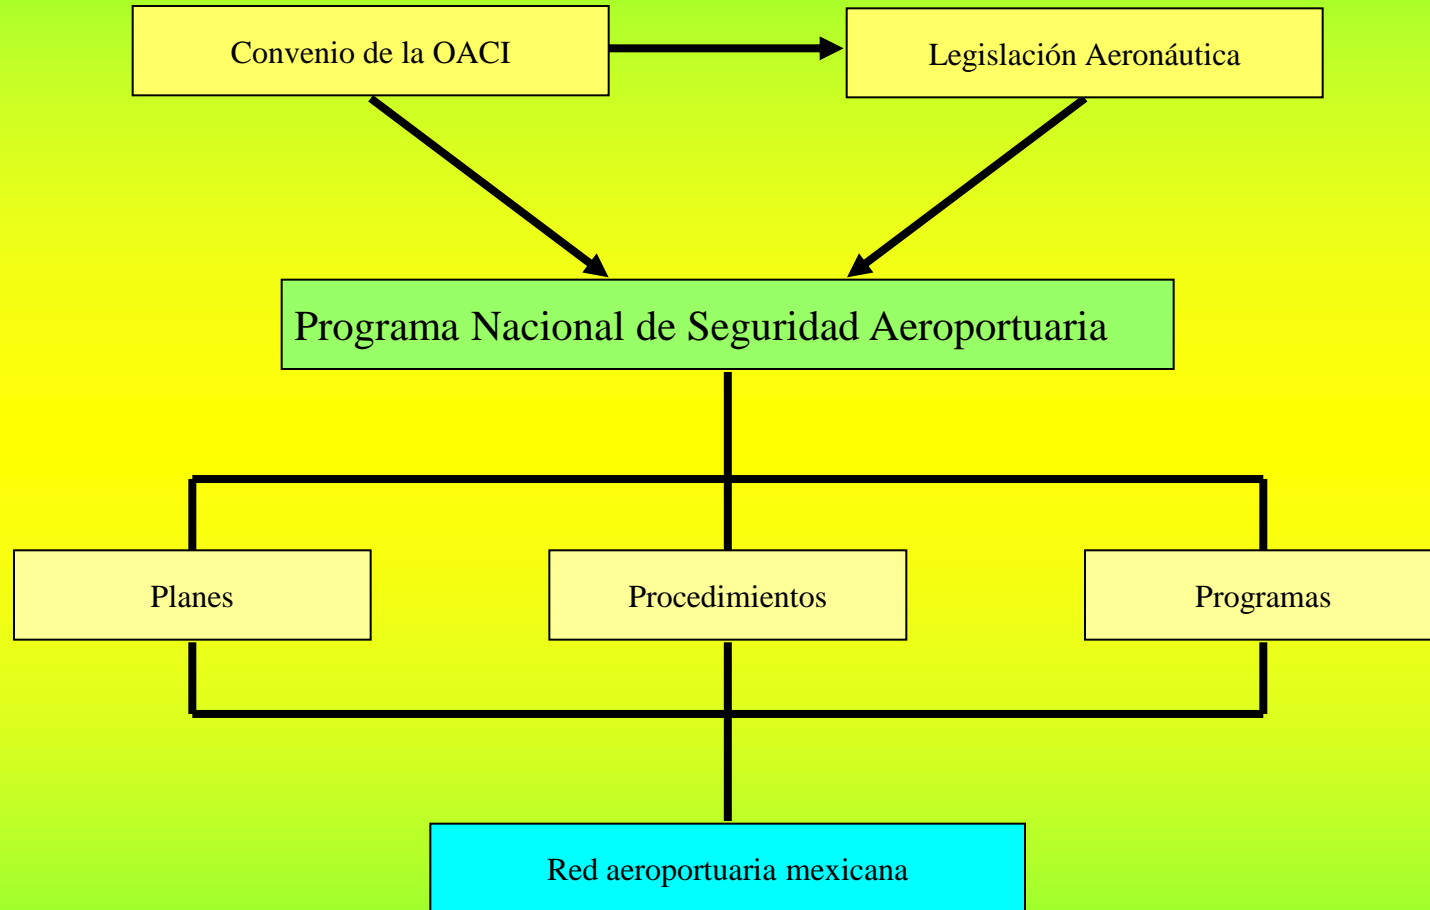 Convenio de la OACI
Legislación Aeronáutica
Programa Nacional de Seguridad Aeroportuaria
Planes
Procedimientos
Programas
Red aeroportuaria mexicana